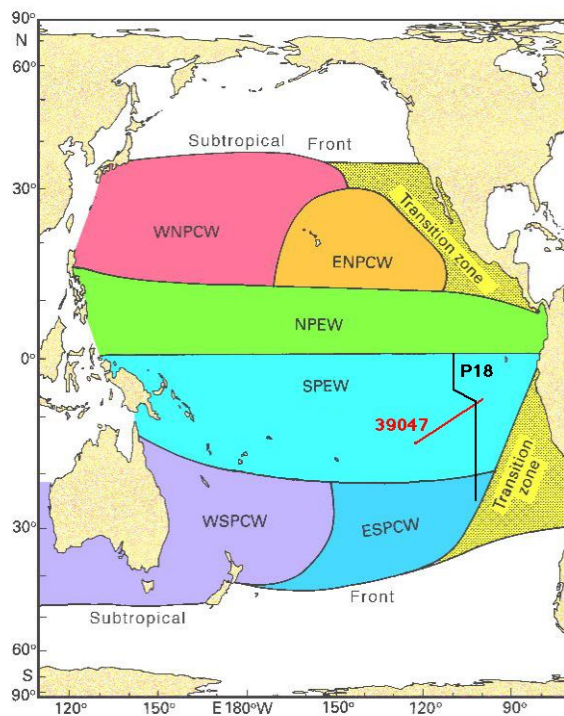 90°
N
60°
Subtropical Front
30°
Transition zone
WNPCW
ENPCW
NPEW
0°
SPEW
P18
39047
Transition zone
WSPCW
ESPCW
30°
Front
Subtropical
60°
S
90°
120° 150° E 180°W 150° 120° 90°